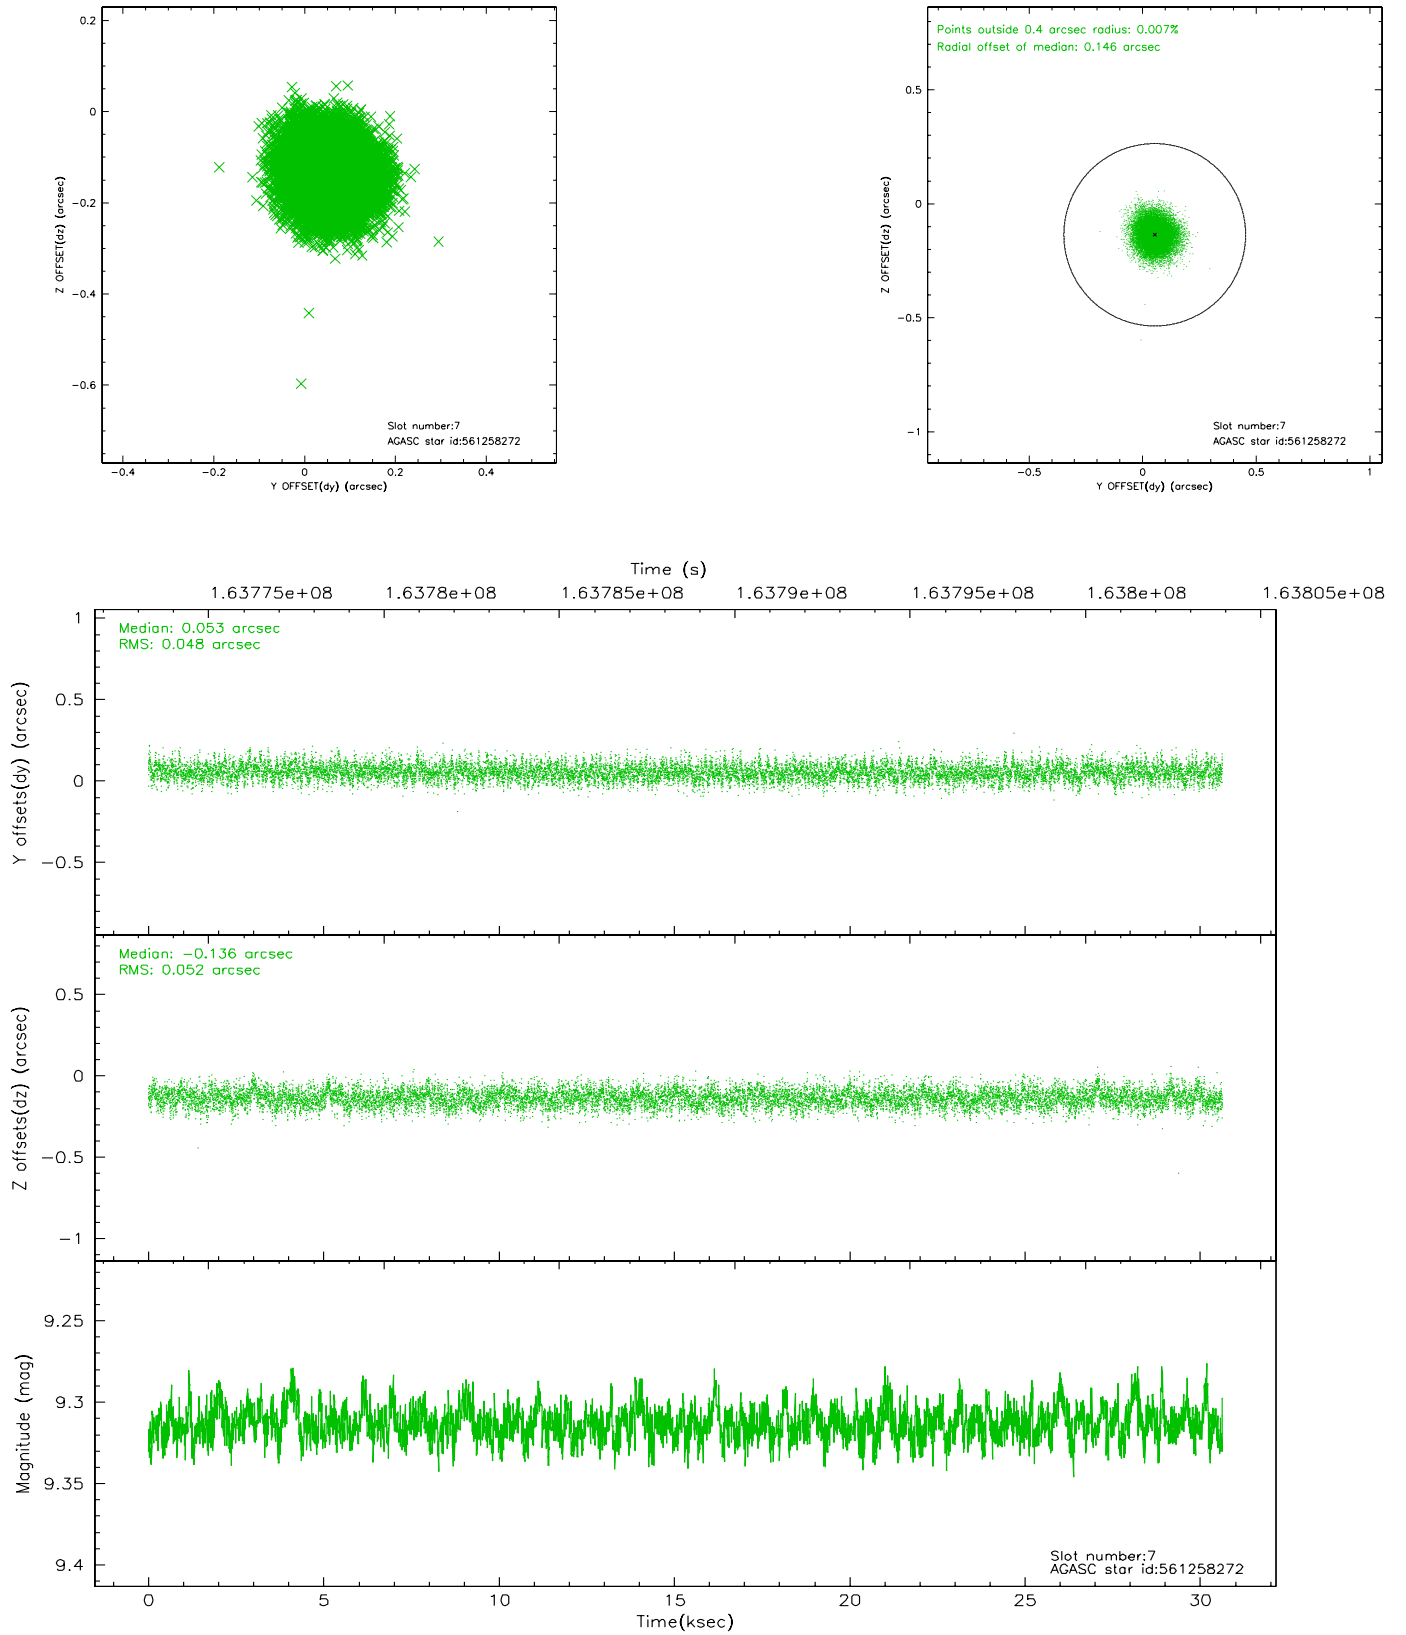 0.2
0
−0.2
−0.4
−0.6
Z OFFSET(dz) (arcsec)
Slot number:7
AGASC star id:561258272
−0.4
−0.2
0
0.2
0.4
Y OFFSET(dy) (arcsec)
Points outside 0.4 arcsec radius: 0.007%
Radial offset of median: 0.146 arcsec
0.5
0
−0.5
−1
Z OFFSET(dz) (arcsec)
Slot number:7
AGASC star id:561258272
−0.5
0
0.5
1
Y OFFSET(dy) (arcsec)
Time (s)
1.63775e+08
1.6378e+08
1.63785e+08
1.6379e+08
1.63795e+08
1.638e+08
1.63805e+08
Median: 0.053 arcsec
RMS: 0.048 arcsec
1
0.5
0
−0.5
Y offsets(dy) (arcsec)
Median: −0.136 arcsec
RMS: 0.052 arcsec
0.5
0
−0.5
−1
Z offsets(dz) (arcsec)
9.25
9.3
9.35
9.4
Magnitude (mag)
Slot number:7
AGASC star id:561258272
0
5
10
15
20
25
30
Time(ksec)